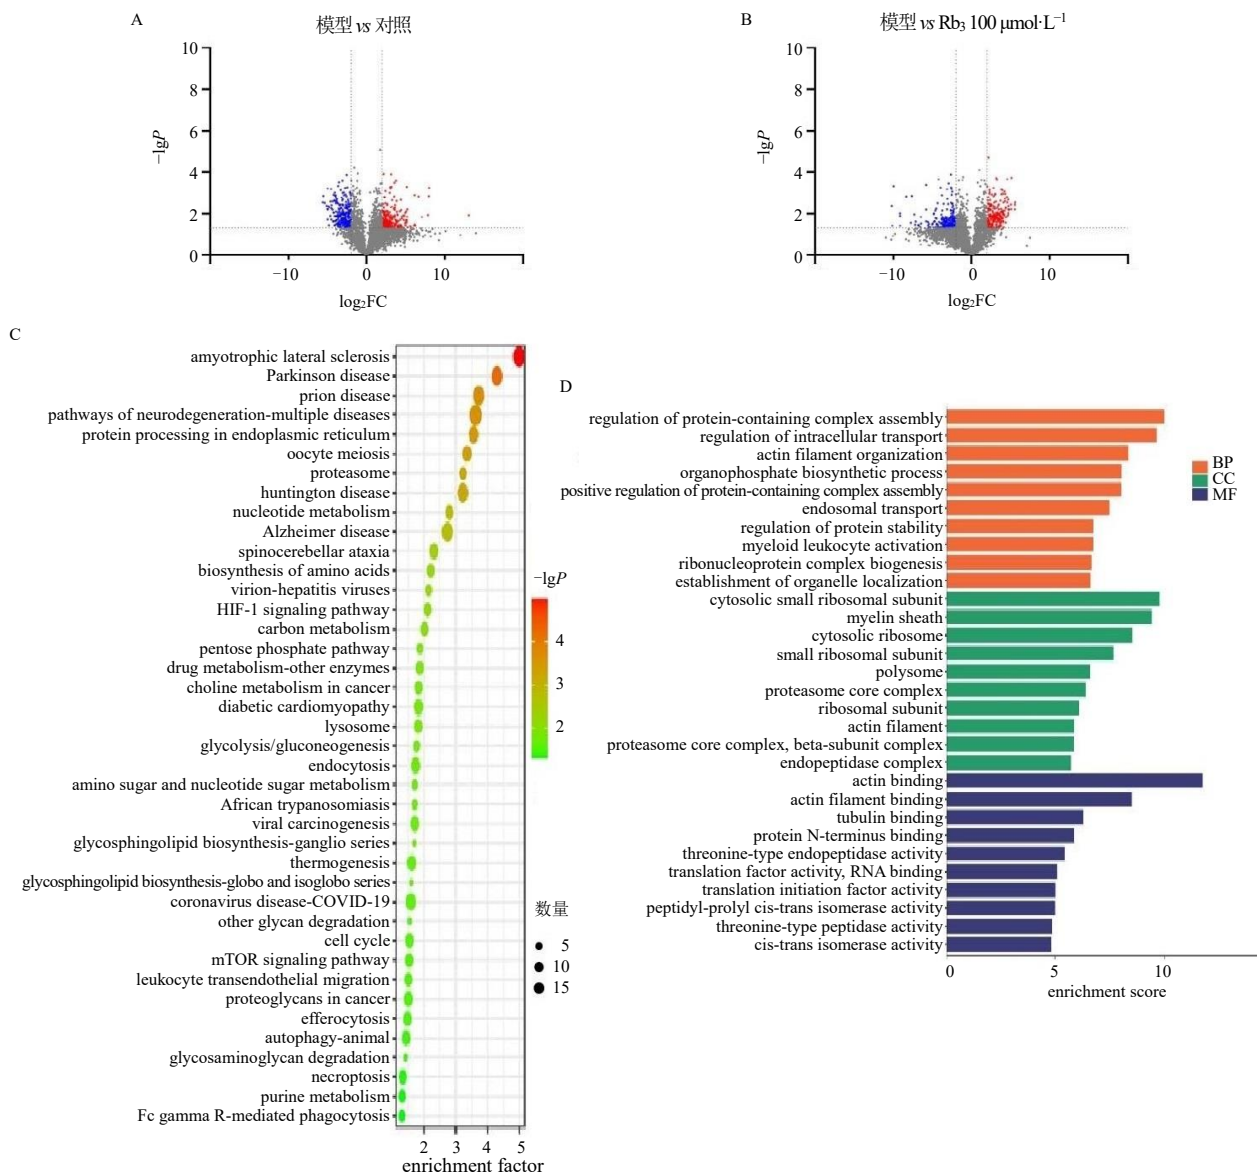 A
模型 vs 对照
10
8
6
4
2
0
−lgP
−10
0
10
log₂FC
B
模型 vs Rb₃ 100 μmol·L⁻¹
10
8
6
4
2
0
−lgP
−10
0
10
log₂FC
C
amyotrophic lateral sclerosis
Parkinson disease
prion disease
pathways of neurodegeneration-multiple diseases
protein processing in endoplasmic reticulum
oocyte meiosis
proteasome
huntington disease
nucleotide metabolism
Alzheimer disease
spinocerebellar ataxia
biosynthesis of amino acids
virion-hepatitis viruses
HIF-1 signaling pathway
carbon metabolism
pentose phosphate pathway
drug metabolism-other enzymes
choline metabolism in cancer
diabetic cardiomyopathy
lysosome
glycolysis/gluconeogenesis
endocytosis
amino sugar and nucleotide sugar metabolism
African trypanosomiasis
viral carcinogenesis
glycosphingolipid biosynthesis-ganglio series
thermogenesis
glycosphingolipid biosynthesis-globo and isoglobo series
coronavirus disease-COVID-19
other glycan degradation
cell cycle
mTOR signaling pathway
leukocyte transendothelial migration
proteoglycans in cancer
efferocytosis
autophagy-animal
glycosaminoglycan degradation
necroptosis
purine metabolism
Fc gamma R-mediated phagocytosis
2 3 4 5
enrichment factor
−lgP
4
3
2
数量
5
10
15
D
regulation of protein-containing complex assembly
regulation of intracellular transport
actin filament organization
organophosphate biosynthetic process
positive regulation of protein-containing complex assembly
endosomal transport
regulation of protein stability
myeloid leukocyte activation
ribonucleoprotein complex biogenesis
establishment of organelle localization
cytosolic small ribosomal subunit
myelin sheath
cytosolic ribosome
small ribosomal subunit
polysome
proteasome core complex
ribosomal subunit
actin filament
proteasome core complex, beta-subunit complex
endopeptidase complex
actin binding
actin filament binding
tubulin binding
protein N-terminus binding
threonine-type endopeptidase activity
translation factor activity, RNA binding
translation initiation factor activity
peptidyl-prolyl cis-trans isomerase activity
threonine-type peptidase activity
cis-trans isomerase activity
0 5 10
enrichment score
BP
CC
MF